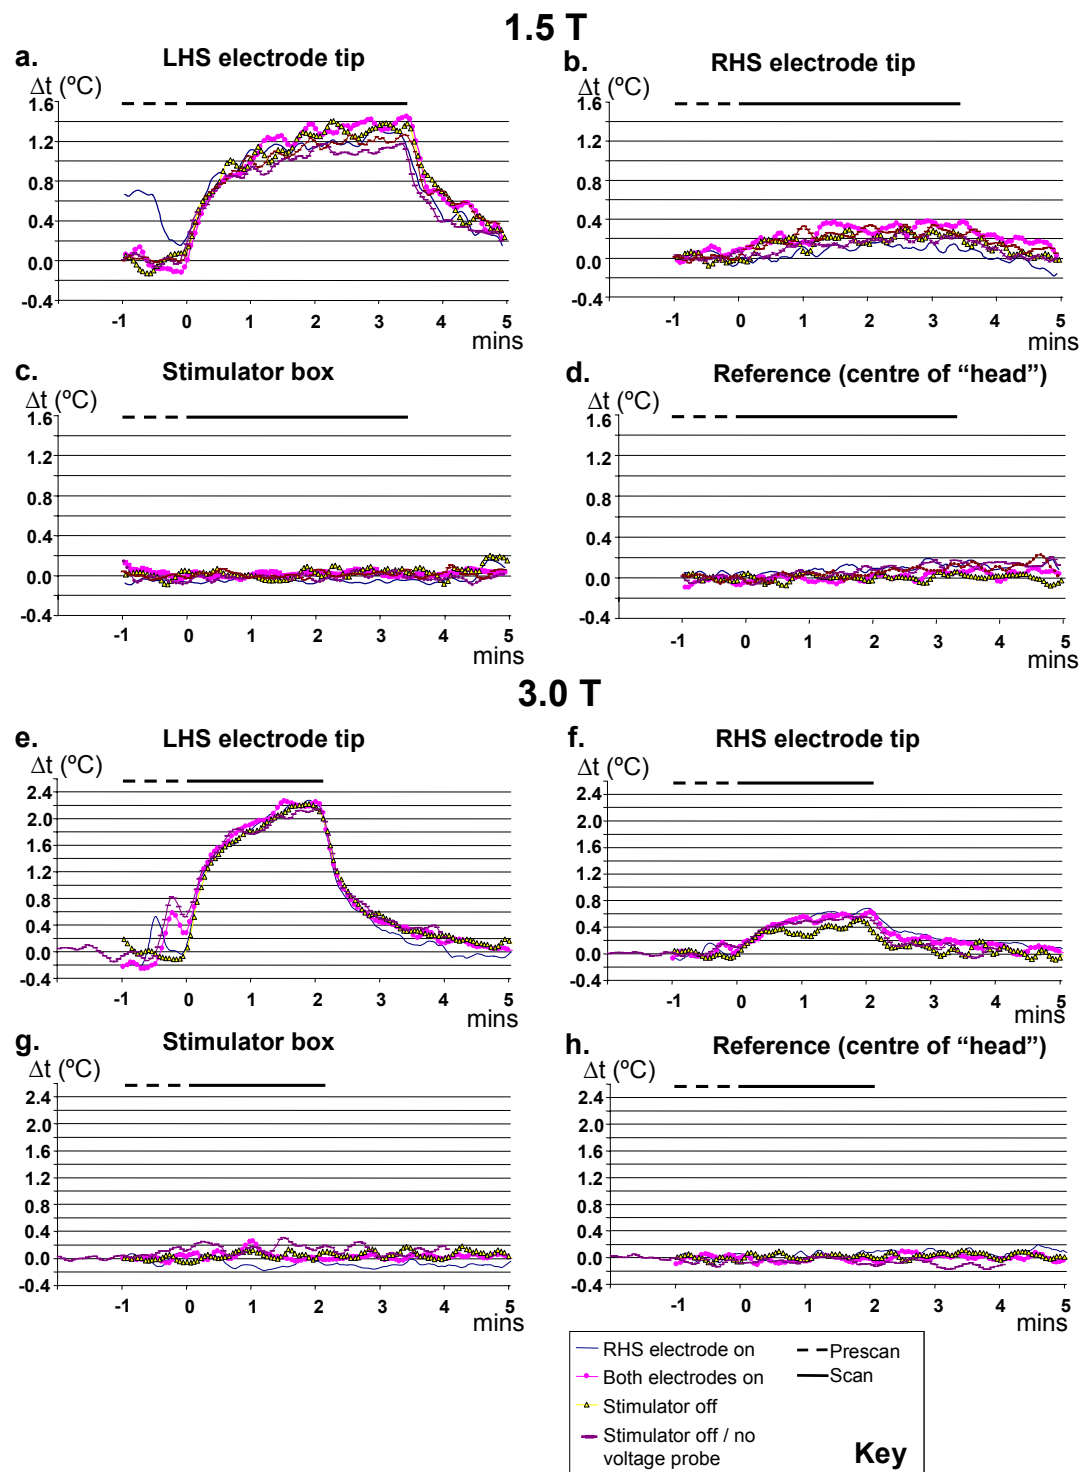 1.5 T
a. LHS electrode tip
Δt (ºC)
1.6
1.2
0.8
0.4
0.0
-0.4
-1 0 1 2 3 4 5
mins
b. RHS electrode tip
Δt (ºC)
1.6
1.2
0.8
0.4
0.0
-0.4
-1 0 1 2 3 4 5
mins
c. Stimulator box
Δt (ºC)
1.6
1.2
0.8
0.4
0.0
-0.4
-1 0 1 2 3 4 5
mins
d. Reference (centre of “head”)
Δt (ºC)
1.6
1.2
0.8
0.4
0.0
-0.4
-1 0 1 2 3 4 5
mins
3.0 T
e. LHS electrode tip
Δt (ºC)
2.4
2.0
1.6
1.2
0.8
0.4
0.0
-0.4
-1 0 1 2 3 4 5
mins
f. RHS electrode tip
Δt (ºC)
2.4
2.0
1.6
1.2
0.8
0.4
0.0
-0.4
-1 0 1 2 3 4 5
mins
g. Stimulator box
Δt (ºC)
2.4
2.0
1.6
1.2
0.8
0.4
0.0
-0.4
-1 0 1 2 3 4 5
mins
h. Reference (centre of “head”)
Δt (ºC)
2.4
2.0
1.6
1.2
0.8
0.4
0.0
-0.4
-1 0 1 2 3 4 5
mins
RHS electrode on
Both electrodes on
Stimulator off
Stimulator off / no
voltage probe
Prescan
Scan
Key